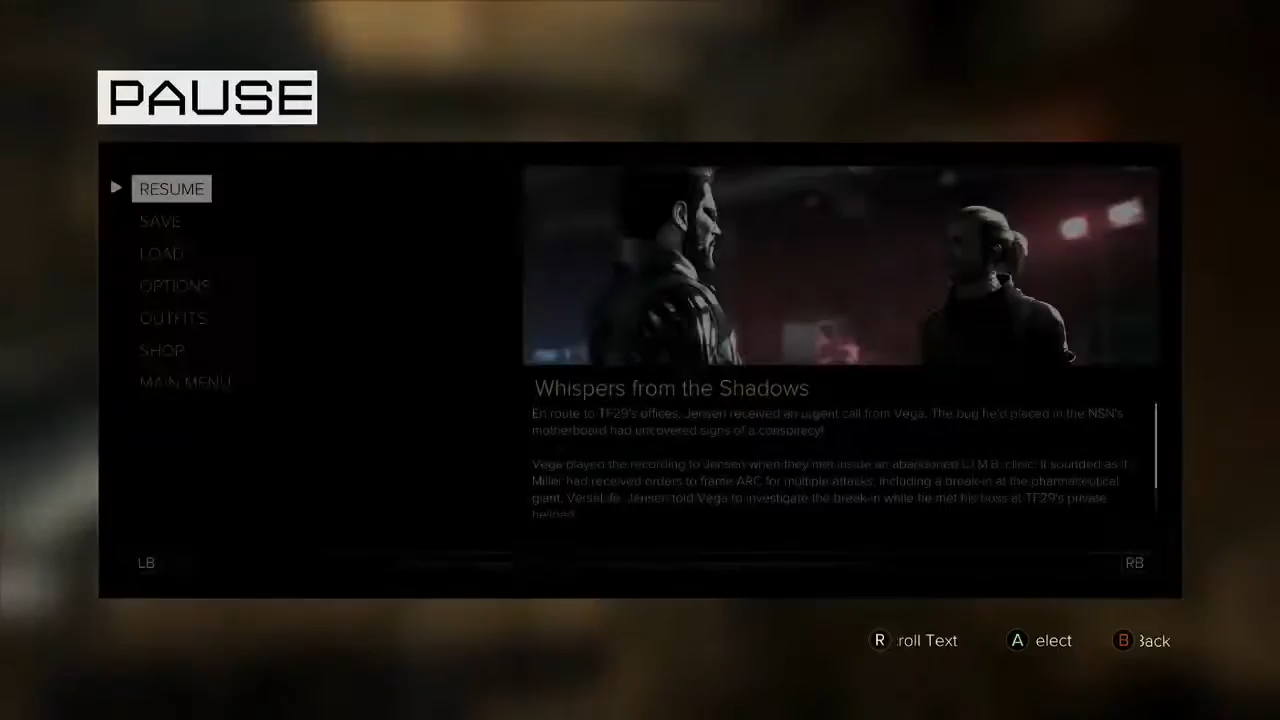 PAUSE
RESUME
SAVE
LOAD
OPTIONS
OUTFITS
SHOP
MAIN MENU
Whispers from the Shadows
En route to TF29's offices, Jensen received an urgent call from Vega. The bug he'd placed in the NSN's
motherboard had uncovered signs of a conspiracy!
Vega played the recording to Jensen when they met inside an abandoned L.I.M.B. clinic. It sounded as if
Miller had received orders to frame ARC for multiple attacks, including a break-in at the pharmaceutical
giant, VersaLife. Jensen told Vega to investigate the break-in while he met his boss at TF29's private
helipad.
LB
RB
R roll Text
A elect
B Back